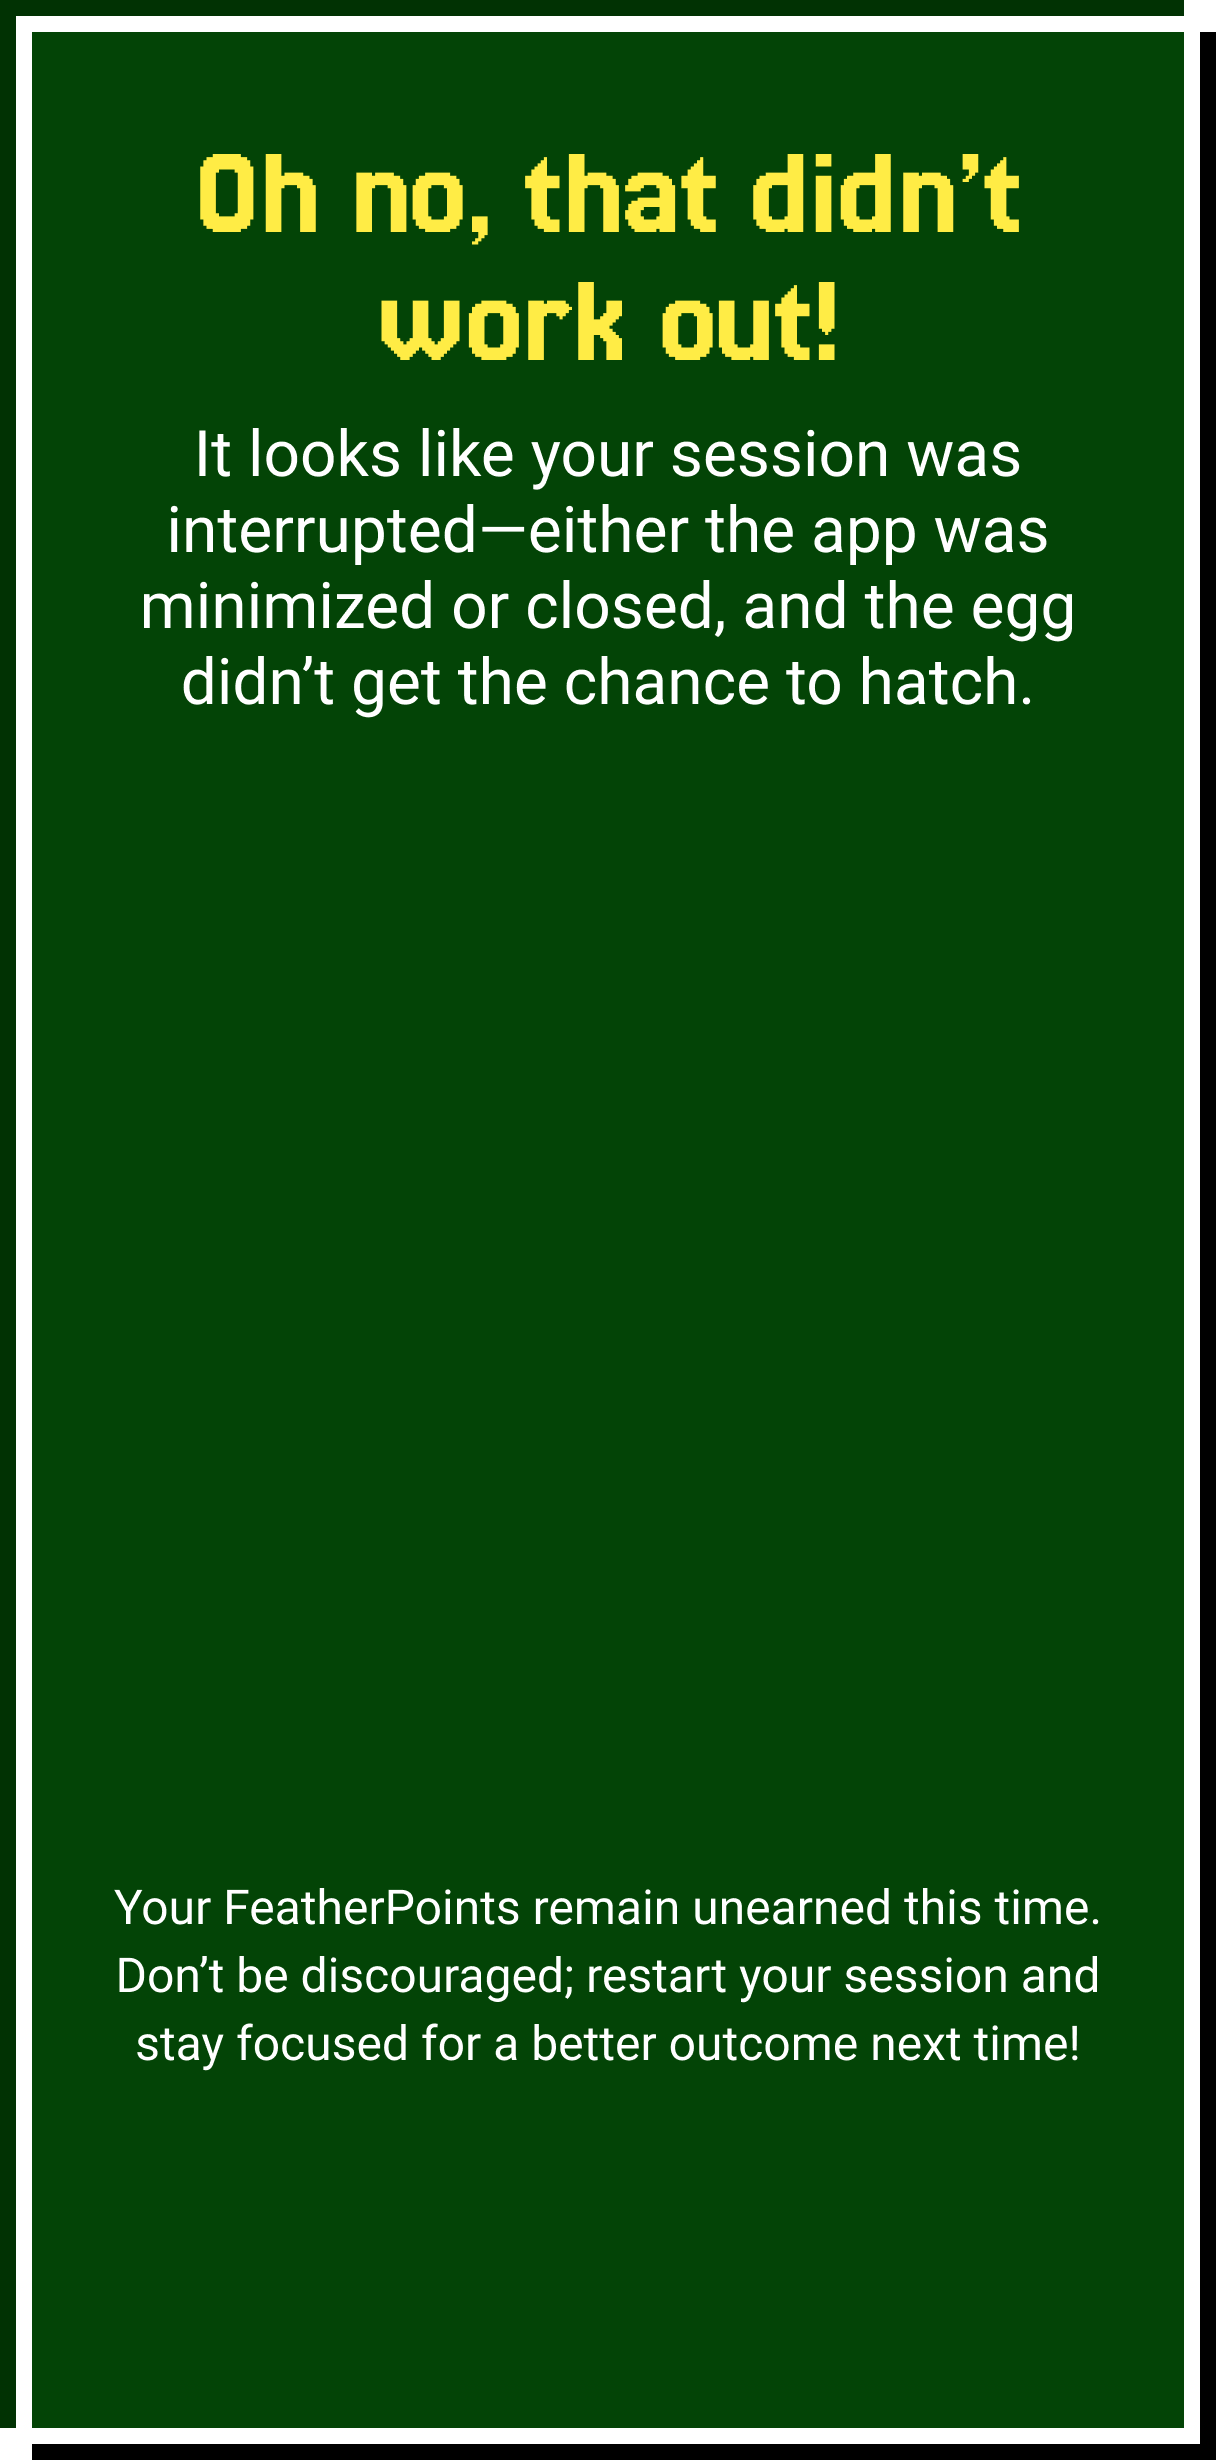 Oh no, that didn’t
work out!
It looks like your session was
interrupted—either the app was
minimized or closed, and the egg
didn’t get the chance to hatch.
Your FeatherPoints remain unearned this time.
Don’t be discouraged; restart your session and
stay focused for a better outcome next time!